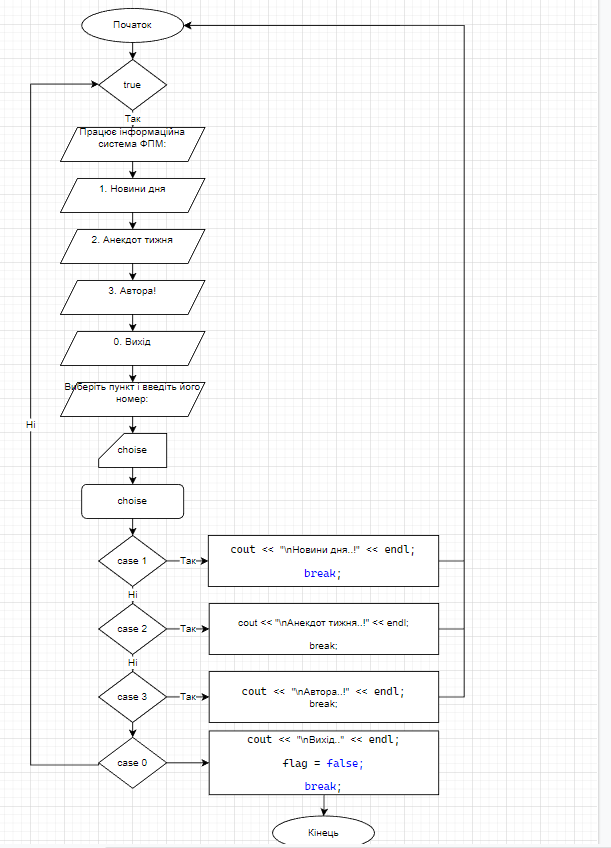 Початок
true
Так
Працює інформаційна
система ФПМ:
1. Новини дня
2. Анекдот тижня
3. Автора!
0. Вихід
Виберіть пункт і введіть його
номер:
Ні
choise
choise
case 1
Так
cout << "\nНовини дня..!" << endl;
break;
Ні
case 2
Так
cout << "\nАнекдот тижня..!" << endl;
break;
Ні
case 3
Так
cout << "\nАвтора..!" << endl;
break;
case 0
cout << "\nВихід.." << endl;
flag = false;
break;
Кінець